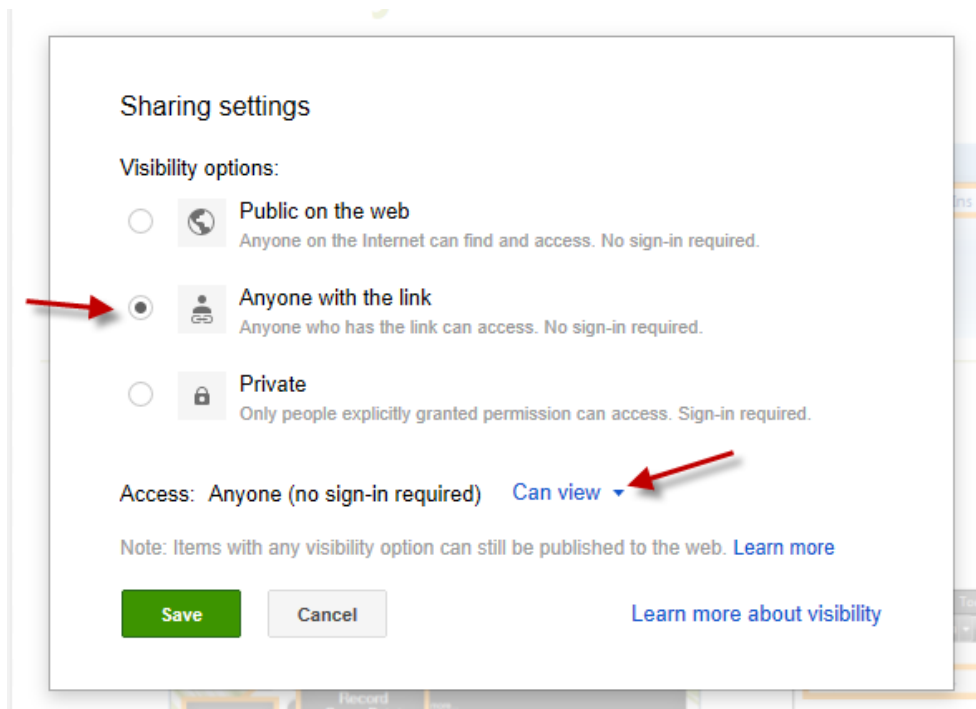 Sharing settings
Visibility options:
Public on the web
Anyone on the Internet can find and access. No sign-in required.
Ins
Anyone with the link
Anyone who has the link can access. No sign-in required.
Private
Only people explicitly granted permission can access. Sign-in required.
Access: Anyone (no sign-in required) Can view
Note: Items with any visibility option can still be published to the web. Learn more
Save Cancel Learn more about visibility
Record